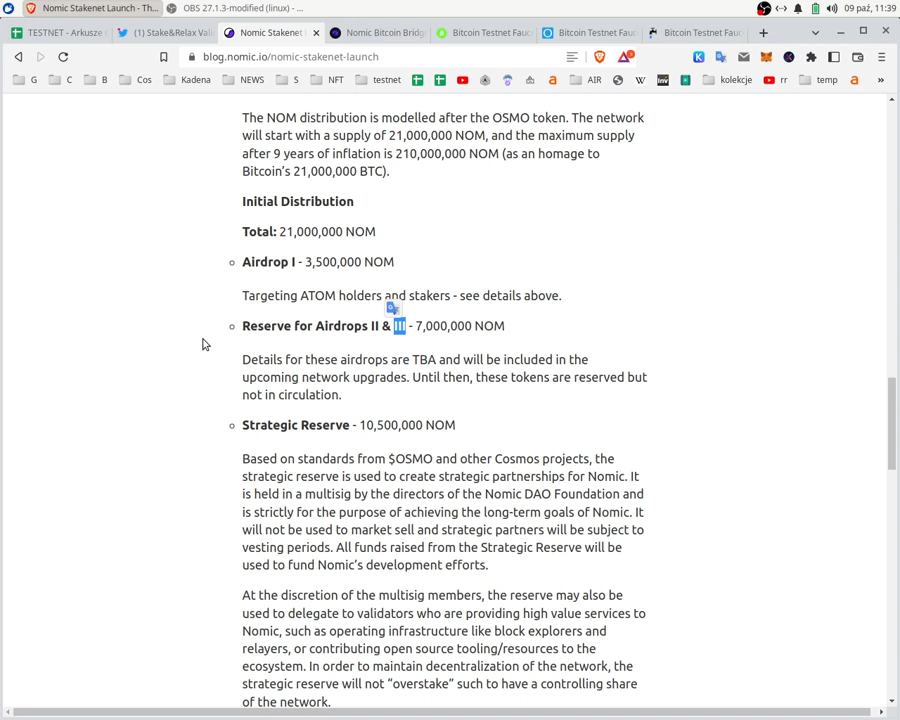 Nomic Stakenet Launch - Th...
OBS 27.1.3-modified (linux) - ...
09 paź, 11:39
TESTNET - Arkusze
(1) Stake&Relax Vali
Nomic Stakenet
Nomic Bitcoin Bridg
Bitcoin Testnet Fauc
Bitcoin Testnet Fau
Bitcoin Testnet Fauc
blog.nomic.io/nomic-stakenet-launch
G
C
B
Cos
Kadena
NEWS
S
NFT
testnet
AIR
W
Inv
kolekcje
rr
temp
The NOM distribution is modelled after the OSMO token. The network
will start with a supply of 21,000,000 NOM, and the maximum supply
after 9 years of inflation is 210,000,000 NOM (as an homage to
Bitcoin's 21,000,000 BTC).
Initial Distribution
Total: 21,000,000 NOM
Airdrop I - 3,500,000 NOM
Targeting ATOM holders and stakers - see details above.
Reserve for Airdrops II & III - 7,000,000 NOM
Details for these airdrops are TBA and will be included in the
upcoming network upgrades. Until then, these tokens are reserved but
not in circulation.
Strategic Reserve - 10,500,000 NOM
Based on standards from $OSMO and other Cosmos projects, the
strategic reserve is used to create strategic partnerships for Nomic. It
is held in a multisig by the directors of the Nomic DAO Foundation and
is strictly for the purpose of achieving the long-term goals of Nomic. It
will not be used to market sell and strategic partners will be subject to
vesting periods. All funds raised from the Strategic Reserve will be
used to fund Nomic's development efforts.
At the discretion of the multisig members, the reserve may also be
used to delegate to validators who are providing high value services to
Nomic, such as operating infrastructure like block explorers and
relayers, or contributing open source tooling/resources to the
ecosystem. In order to maintain decentralization of the network, the
strategic reserve will not “overstake” such to have a controlling share
of the network.